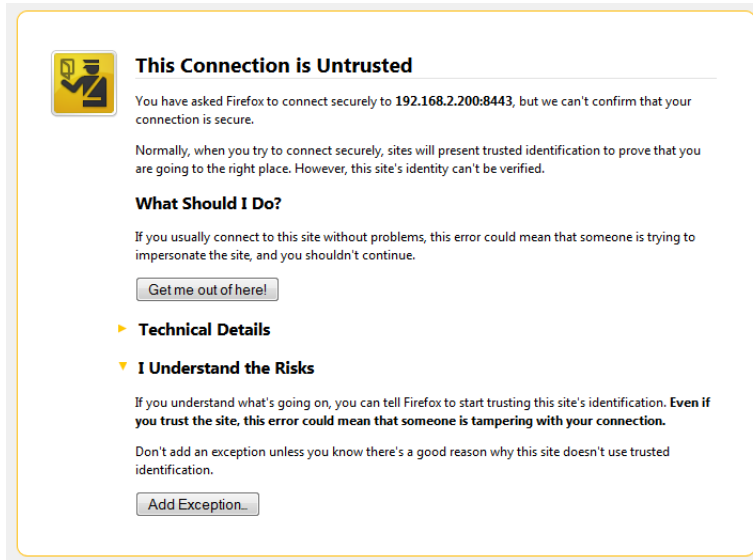 This Connection is Untrusted
You have asked Firefox to connect securely to 192.168.2.200:8443, but we can't confirm that your
connection is secure.
Normally, when you try to connect securely, sites will present trusted identification to prove that you
are going to the right place. However, this site's identity can't be verified.
What Should I Do?
If you usually connect to this site without problems, this error could mean that someone is trying to
impersonate the site, and you shouldn't continue.
Get me out of here!
Technical Details
I Understand the Risks
If you understand what's going on, you can tell Firefox to start trusting this site's identification. Even if
you trust the site, this error could mean that someone is tampering with your connection.
Don't add an exception unless you know there's a good reason why this site doesn't use trusted
identification.
Add Exception...